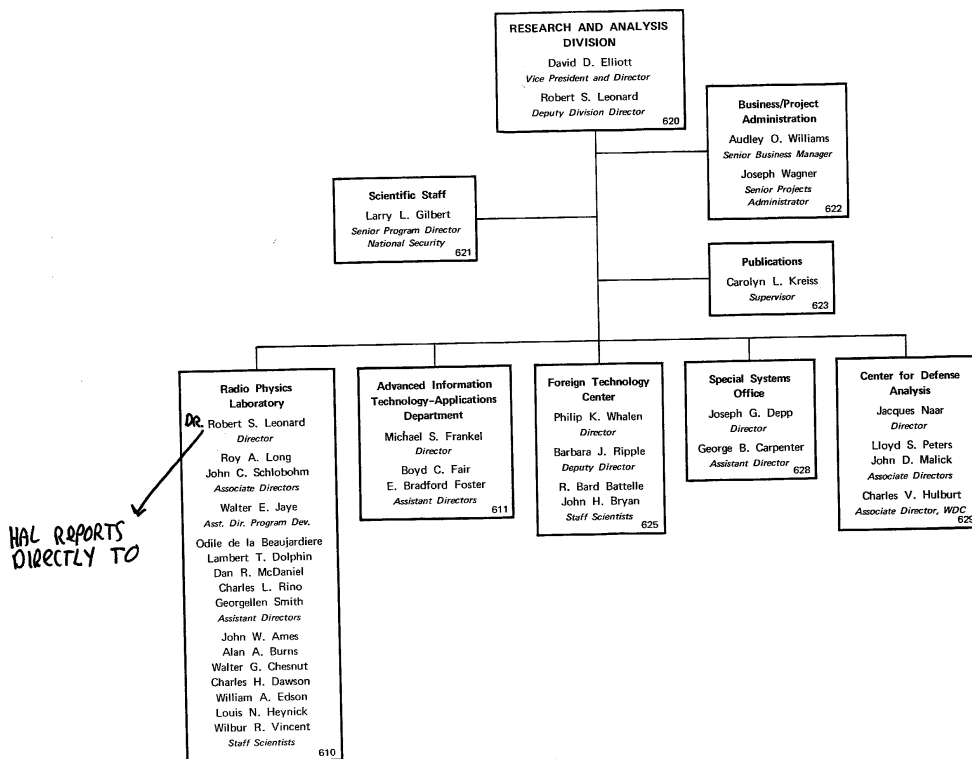 RESEARCH AND ANALYSIS
DIVISION
David D. Elliott
Vice President and Director
Robert S. Leonard
Deputy Division Director
620
Business/Project
Administration
Audley O. Williams
Senior Business Manager
Joseph Wagner
Senior Projects
Administrator
622
Scientific Staff
Larry L. Gilbert
Senior Program Director
National Security
621
Publications
Carolyn L. Kreiss
Supervisor
623
Radio Physics
Laboratory
DR. Robert S. Leonard
Director
Roy A. Long
John C. Schlobohm
Associate Directors
Walter E. Jaye
Asst. Dir. Program Dev.
Odile de la Beaujardiere
Lambert T. Dolphin
Dan R. McDaniel
Charles L. Rino
Georgellen Smith
Assistant Directors
John W. Ames
Alan A. Burns
Walter G. Chesnut
Charles H. Dawson
William A. Edson
Louis N. Heynick
Wilbur R. Vincent
Staff Scientists
610
HAL REPORTS
DIRECTLY TO
Advanced Information
Technology-Applications
Department
Michael S. Frankel
Director
Boyd C. Fair
E. Bradford Foster
Assistant Directors
611
Foreign Technology
Center
Philip K. Whalen
Director
Barbara J. Ripple
Deputy Director
R. Bard Battelle
John H. Bryan
Staff Scientists
625
Special Systems
Office
Joseph G. Depp
Director
George B. Carpenter
Assistant Director
628
Center for Defense
Analysis
Jacques Naar
Director
Lloyd S. Peters
John D. Malick
Associate Directors
Charles V. Hulburt
Associate Director, WDC
629